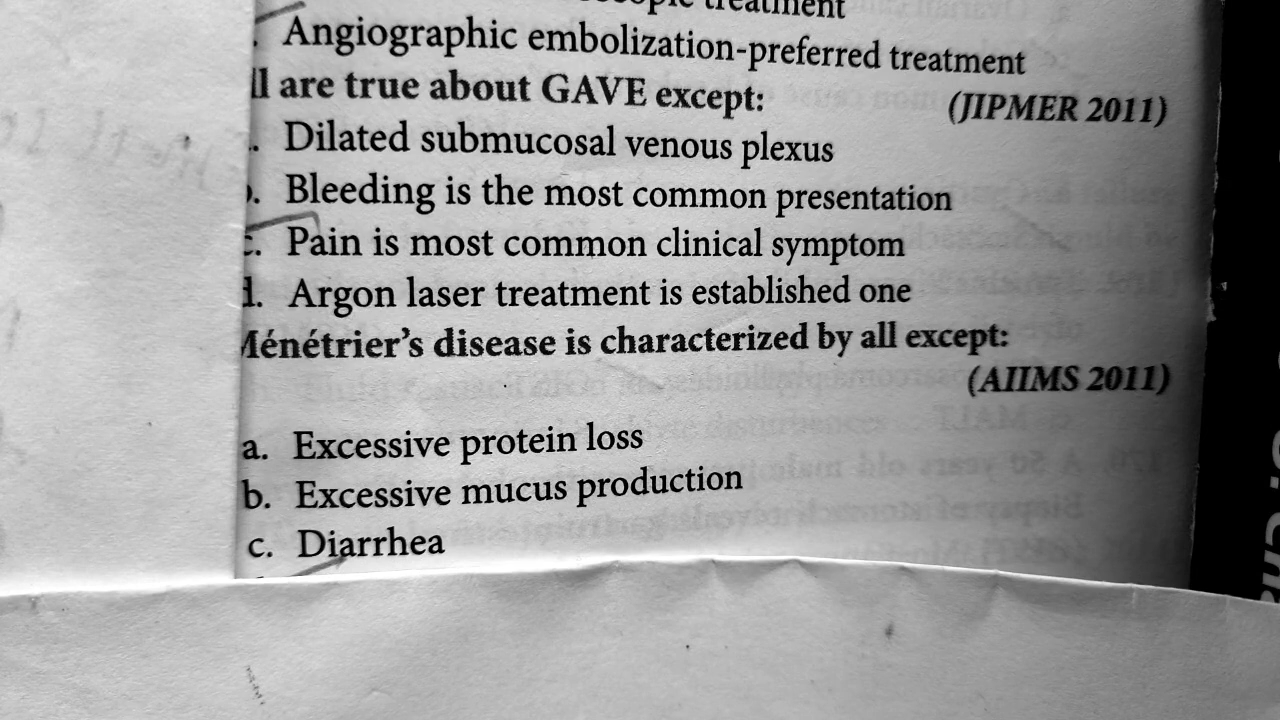 treatment
Angiographic embolization-preferred treatment
ll are true about GAVE except:
(JIPMER 2011)
. Dilated submucosal venous plexus
. Bleeding is the most common presentation
c. Pain is most common clinical symptom
d. Argon laser treatment is established one
Ménétrier's disease is characterized by all except:
(AIIMS 2011)
a. Excessive protein loss
b. Excessive mucus production
c. Diarrhea